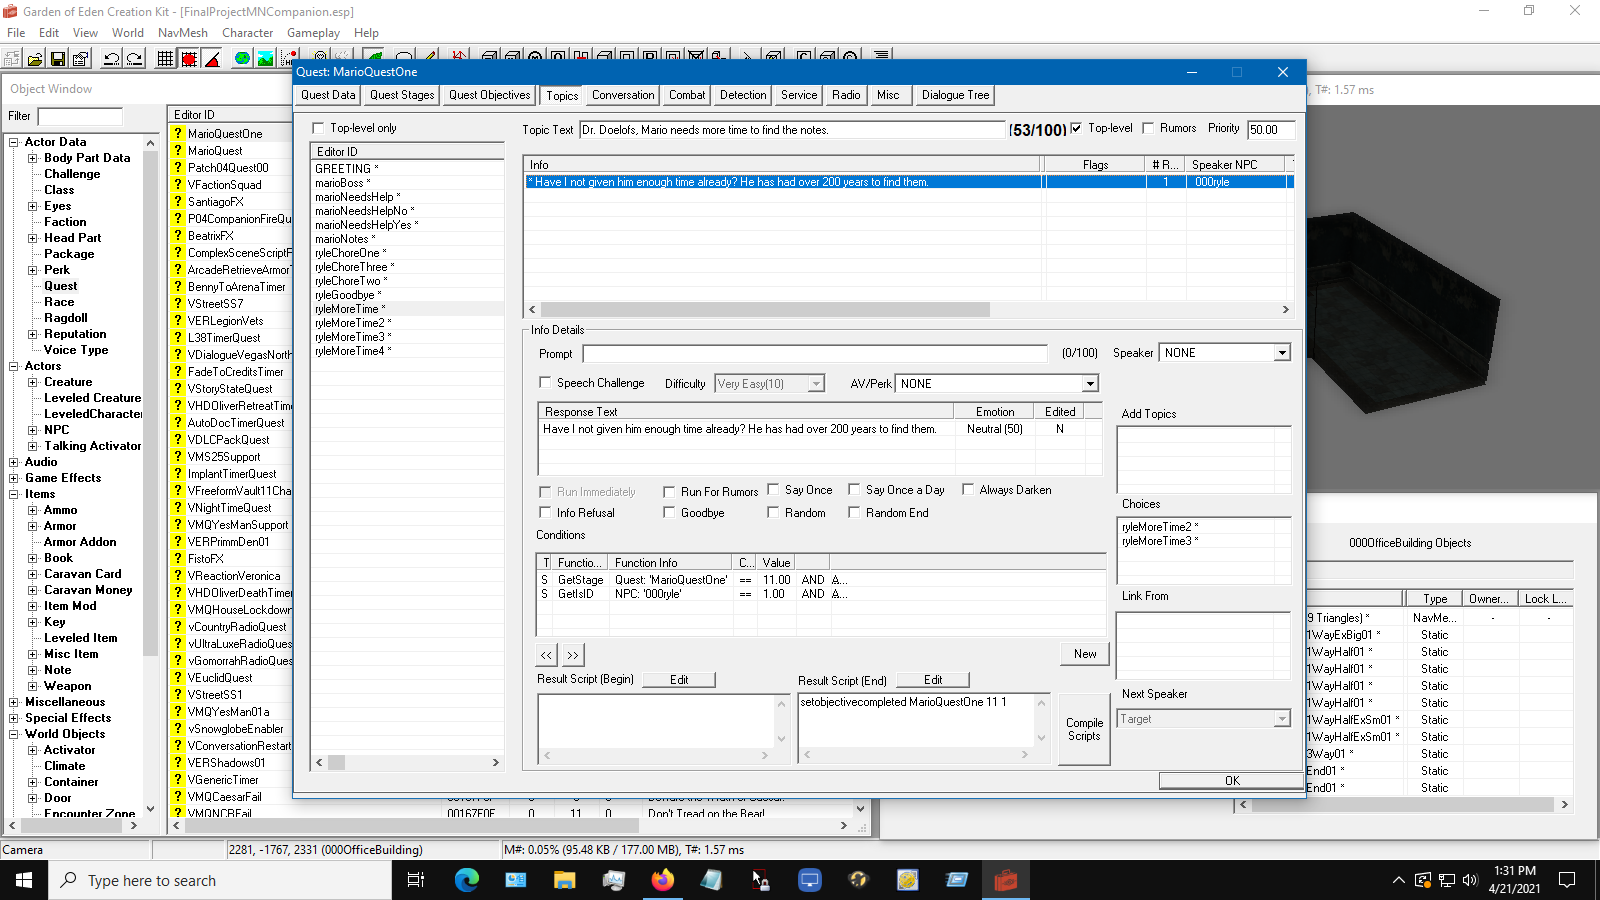 Garden of Eden Creation Kit - [FinalProjectMNCompanion.esp]
File Edit View World NavMesh Character Gameplay Help
Quest: MarioQuestOne
Object Window
T#: 1.57 ms
Quest Data Quest Stages Quest Objectives Topics Conversation Combat Detection Service Radio Misc Dialogue Tree
Filter
Editor ID
Actor Data
Body Part Data
Challenge
Class
Eyes
Faction
Head Part
Package
Perk
Quest
Race
Ragdoll
Reputation
Voice Type
Actors
Creature
Leveled Creature
LeveledCharacter
NPC
Talking Activator
Audio
Game Effects
Items
Ammo
Armor
Armor Addon
Book
Caravan Card
Caravan Money
Item Mod
Key
Leveled Item
Misc Item
Note
Weapon
Miscellaneous
Special Effects
World Objects
Activator
Climate
Container
Door
Encounter Zone
MarioQuestOne
MarioQuest
Patch04Quest00
VFactionSquad
SantiagoFX
P04CompanionFireQu
BeatrixFX
ComplexSceneScriptF
ArcadeRetrieveArmorT
BennyToArenaTimer
VStreetSS7
VERLegionVets
L38TimerQuest
VDialogueVegasNorth
FadeToCreditsTimer
VStoryStateQuest
VHDOliverRetreatTime
AutoDocTimerQuest
VDLCPackQuest
VMS25Support
ImplantTimerQuest
VFreeformVault11Cha
VNightTimeQuest
VMQYesManSupport
VERPrimmDen01
FistoFX
VReactionVeronica
VHDOliverDeathTimer
VMQHouseLockdown
vCountryRadioQuest
vUltraLuxeRadioQues
vGomorrahRadioQues
VEuclidQuest
VStreetSS1
VMQYesMan01a
vSnowglobeEnabler
VConversationRestart
VERShadows01
VGenericTimer
VMQCaesarFail
VMQNCRFail 00167E0E 0 11 0 Don't Tread on the Bear!
Top-level only
Editor ID
GREETING *
marioBoss *
marioNeedsHelp *
marioNeedsHelpNo *
marioNeedsHelpYes *
marioNotes *
ryleChoreOne *
ryleChoreThree *
ryleChoreTwo *
ryleGoodbye *
ryleMoreTime *
ryleMoreTime2 *
ryleMoreTime3 *
ryleMoreTime4 *
Topic Text Dr. Doelofs, Mario needs more time to find the notes. (53/100) Top-level Rumors Priority 50.00
Info Flags # R... Speaker NPC
* Have I not given him enough time already? He has had over 200 years to find them. 1 000ryle
Info Details
Prompt (0/100) Speaker NONE
Speech Challenge Difficulty Very Easy(10) AV/Perk NONE
Response Text Emotion Edited
Have I not given him enough time already? He has had over 200 years to find them. Neutral (50) N
Run Immediately Run For Rumors Say Once Say Once a Day Always Darken
Info Refusal Goodbye Random Random End
Conditions
T Functio... Function Info C... Value
S GetStage Quest: 'MarioQuestOne' == 11.00 AND A...
S GetIsID NPC: '000ryle' == 1.00 AND A...
<< >> New
Result Script (Begin) Edit Result Script (End) Edit
setobjectivecompleted MarioQuestOne 11 1
Compile Scripts
Add Topics
Choices
ryleMoreTime2 *
ryleMoreTime3 *
Link From
Next Speaker
Target
OK
000OfficeBuilding Objects
Type Owner... Lock L...
9 Triangles) * NavMe... - -
1WayExBig01 * Static
1WayHalf01 * Static
1WayHalf01 * Static
1WayHalf01 * Static
1WayHalf01 * Static
1WayHalfExSm01 * Static
1WayHalfExSm01 * Static
3Way01 * Static
End01 * Static
End01 * Static
Camera 2281, -1767, 2331 (000OfficeBuilding) M#: 0.05% (95.48 KB / 177.00 MB), T#: 1.57 ms
Type here to search
1:31 PM
4/21/2021